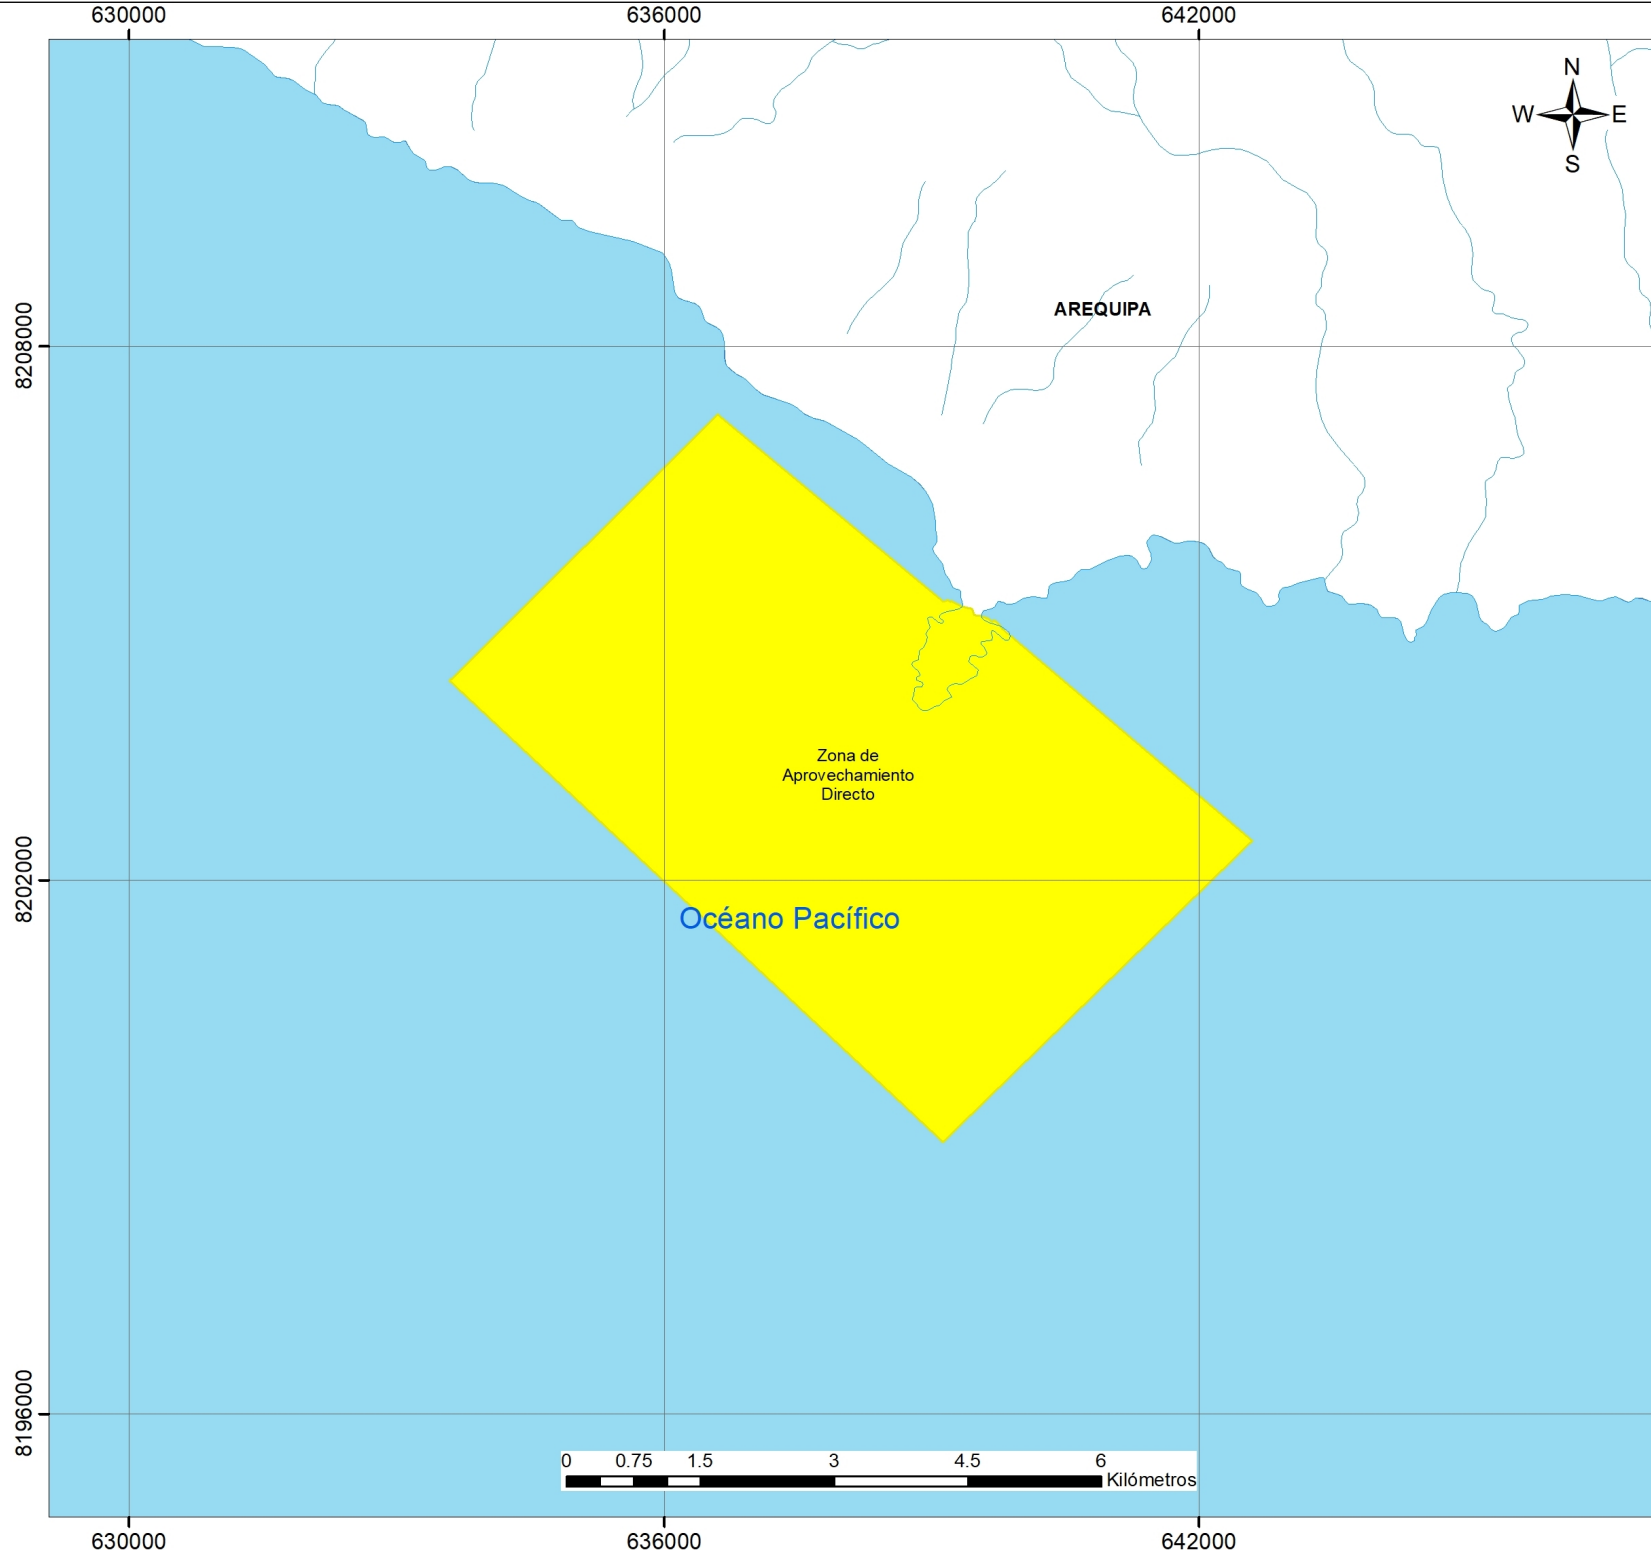 630000
636000
642000
N
W
E
S
AREQUIPA
8208000
Zona de
Aprovechamiento
Directo
8202000
Océano Pacífico
8196000
0
0.75
1.5
3
4.5
6
Kilómetros
630000
636000
642000